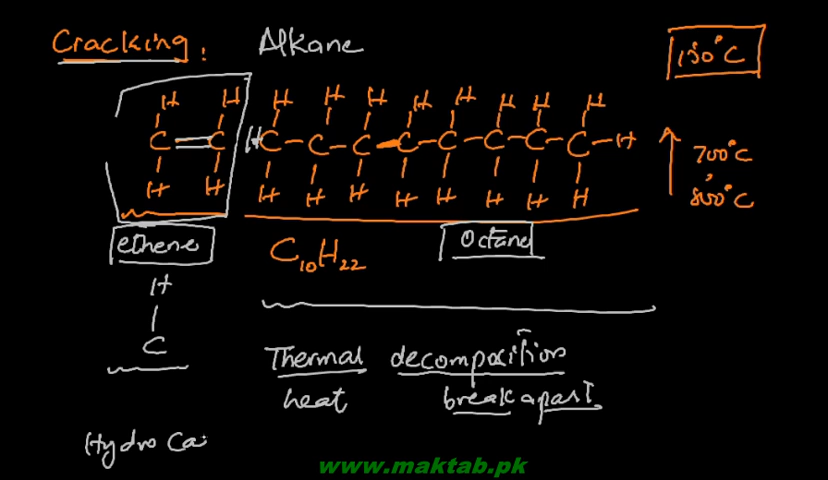 Cracking: Alkane
150°C
H H H H H H H H H H
C=C H C-C-C-C-C-C-C-C-H
H H H H H H H H H H
700°C
800°C
ethene
C10H22
Octane
H
C
Thermal decomposition
heat break apart
Hydro Ca
www.maktab.pk